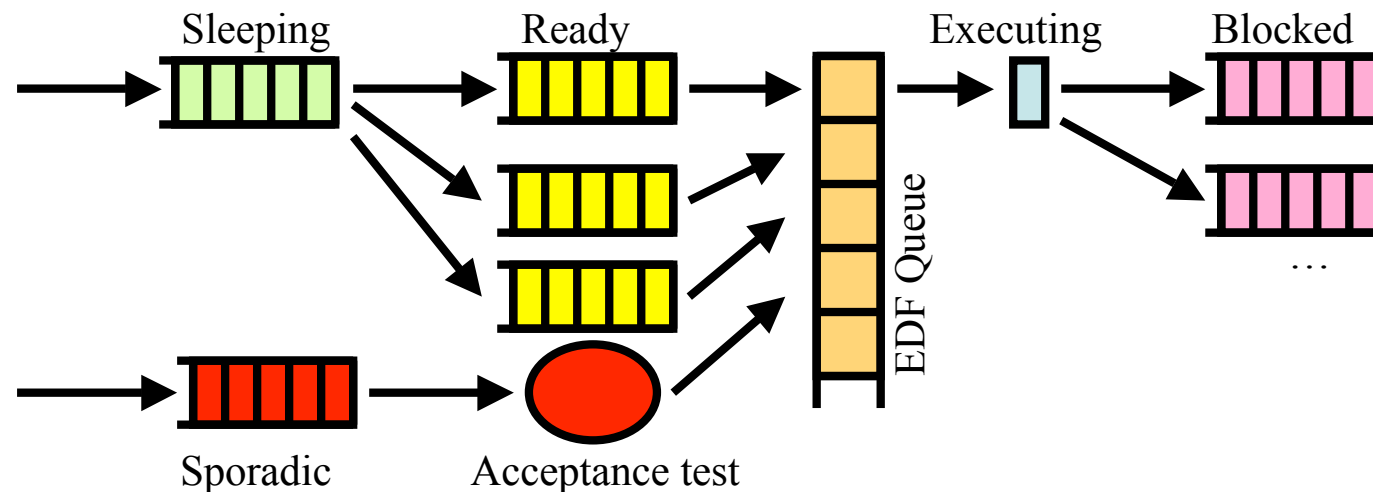 Sleeping
Ready
Executing
Blocked
EDF Queue
…
Sporadic
Acceptance test